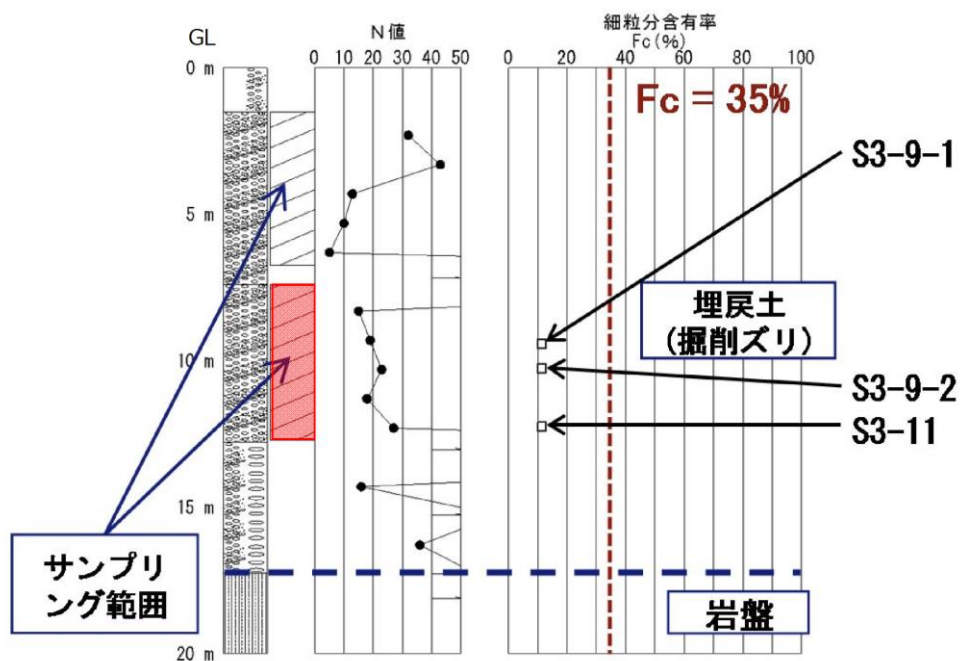 GL
N値
0 10 20 30 40 50
細粒分含有率
Fc(%)
0 20 40 60 80 100
0 m
5 m
10 m
15 m
20 m
Fc = 35%
S3-9-1
埋戻土
(掘削ズリ)
S3-9-2
S3-11
サンプリ
ング範囲
岩盤